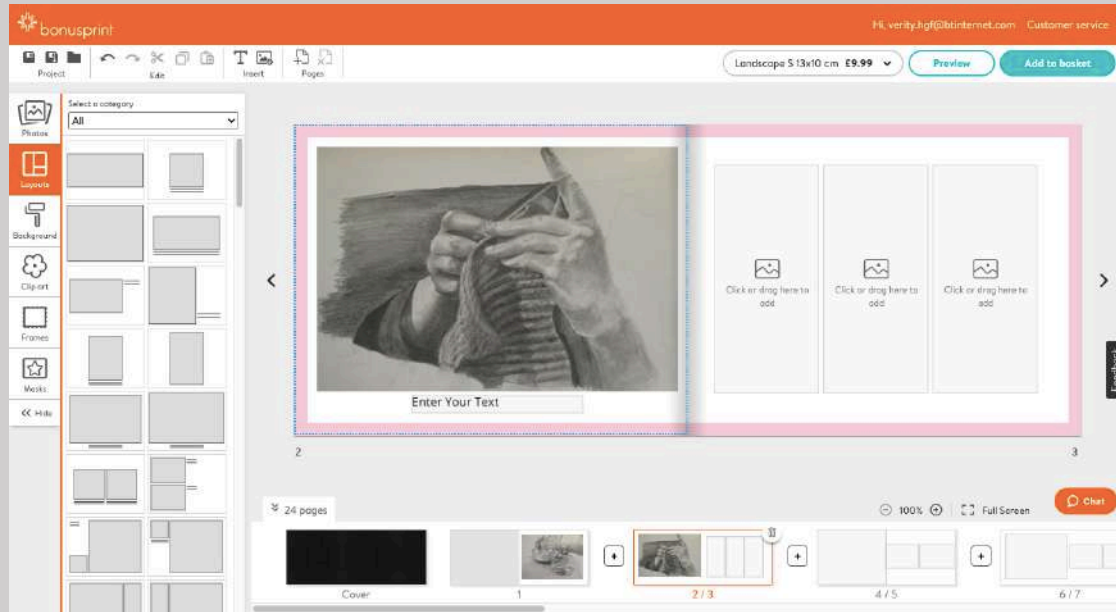 bonusprint
Hi, verity.hgf@btinternet.com Customer service
Project
Edit
Insert
Pages
Landscape S 13x10 cm £9.99
Preview
Add to basket
Photos
Layouts
Background
Clip-art
Frames
Masks
<< Hide
Select a category
All
Click or drag here to
add
Click or drag here to
add
Click or drag here to
add
Enter Your Text
2
3
Feedback
24 pages
100%
Full Screen
Chat
Cover
1
2 / 3
4 / 5
6 / 7